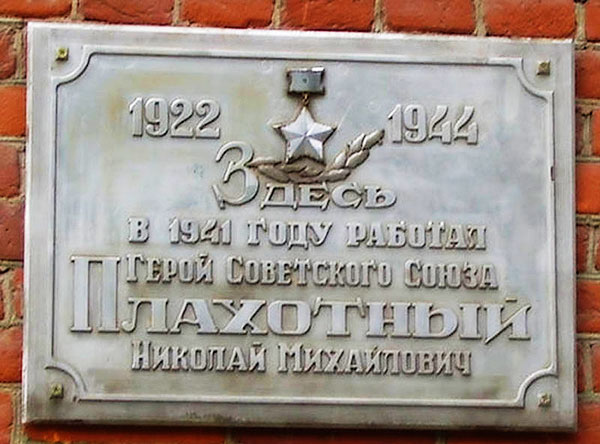 1922 1944
Здесь
в 1941 году работал
Герой Советского Союза
Плахотный
Николай Михайлович